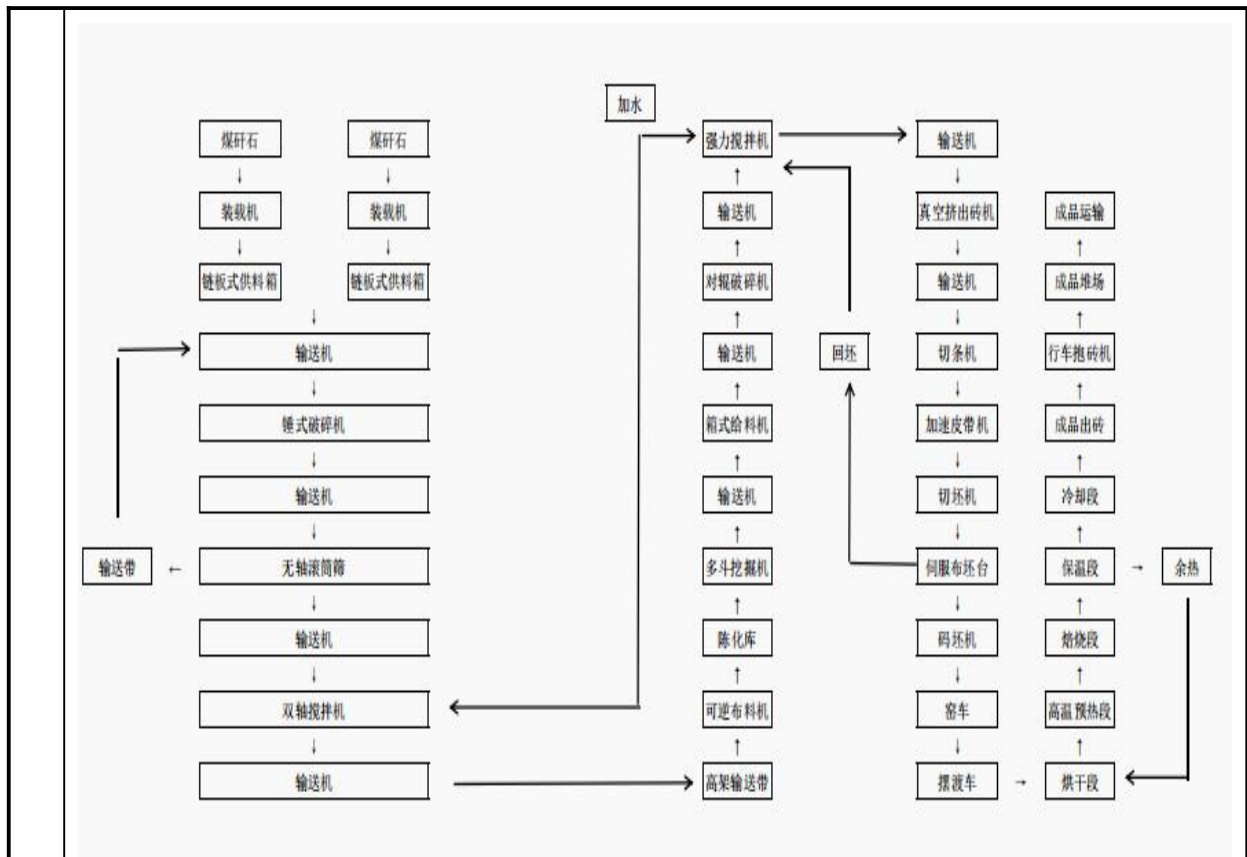 加水
煤矸石
煤矸石
装载机
装载机
链板式供料箱
链板式供料箱
输送机
锤式破碎机
输送机
输送带
无轴滚筒筛
输送机
双轴搅拌机
输送机
强力搅拌机
输送机
对辊破碎机
输送机
箱式给料机
输送机
多斗挖掘机
陈化库
可逆布料机
高架输送带
回坯
输送机
真空挤出砖机
输送机
切条机
加速皮带机
切坯机
伺服布坯台
码坯机
窑车
摆渡车
成品运输
成品堆场
行车抱砖机
成品出砖
冷却段
保温段
余热
焙烧段
高温预热段
烘干段